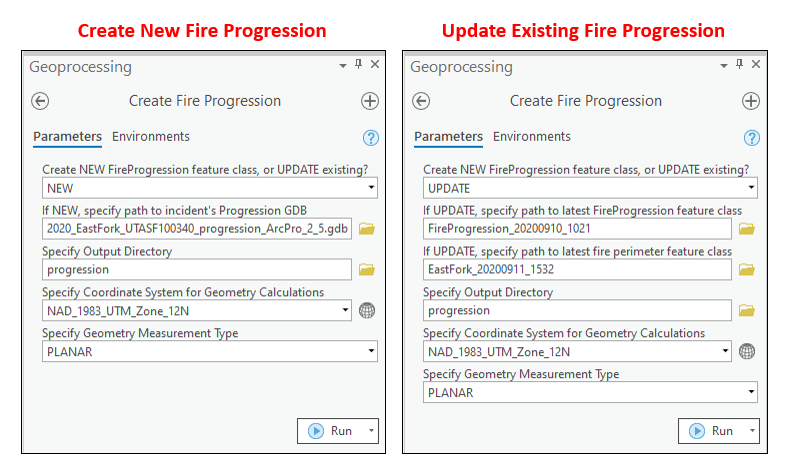 Create New Fire Progression
Geoprocessing
Create Fire Progression
Parameters Environments
Create NEW FireProgression feature class, or UPDATE existing?
NEW
If NEW, specify path to incident's Progression GDB
2020_EastFork_UTASF100340_progression_ArcPro_2_5.gdb
Specify Output Directory
progression
Specify Coordinate System for Geometry Calculations
NAD_1983_UTM_Zone_12N
Specify Geometry Measurement Type
PLANAR
Run
Update Existing Fire Progression
Geoprocessing
Create Fire Progression
Parameters Environments
Create NEW FireProgression feature class, or UPDATE existing?
UPDATE
If UPDATE, specify path to latest FireProgression feature class
FireProgression_20200910_1021
If UPDATE, specify path to latest fire perimeter feature class
EastFork_20200911_1532
Specify Output Directory
progression
Specify Coordinate System for Geometry Calculations
NAD_1983_UTM_Zone_12N
Specify Geometry Measurement Type
PLANAR
Run